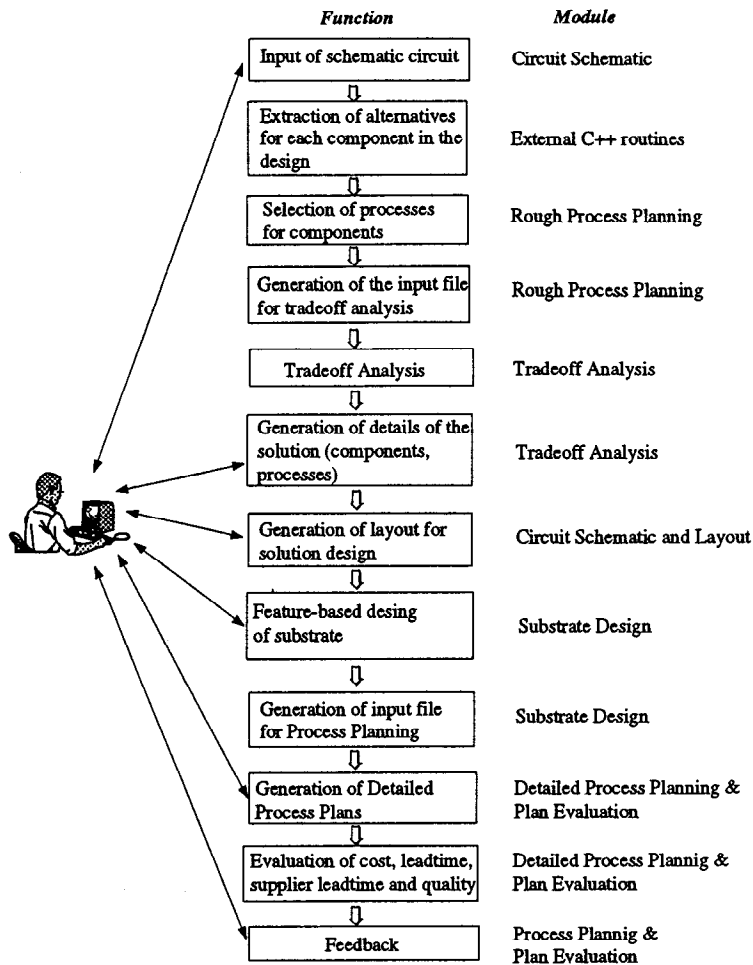 Function
Module
Input of schematic circuit
Circuit Schematic
Extraction of alternatives
for each component in the
design
External C++ routines
Selection of processes
for components
Rough Process Planning
Generation of the input file
for tradeoff analysis
Rough Process Planning
Tradeoff Analysis
Tradeoff Analysis
Generation of details of the
solution (components,
processes)
Tradeoff Analysis
Generation of layout for
solution design
Circuit Schematic and Layout
Feature-based desing
of substrate
Substrate Design
Generation of input file
for Process Planning
Substrate Design
Generation of Detailed
Process Plans
Detailed Process Planning &
Plan Evaluation
Evaluation of cost, leadtime,
supplier leadtime and quality
Detailed Process Plannig &
Plan Evaluation
Feedback
Process Plannig &
Plan Evaluation